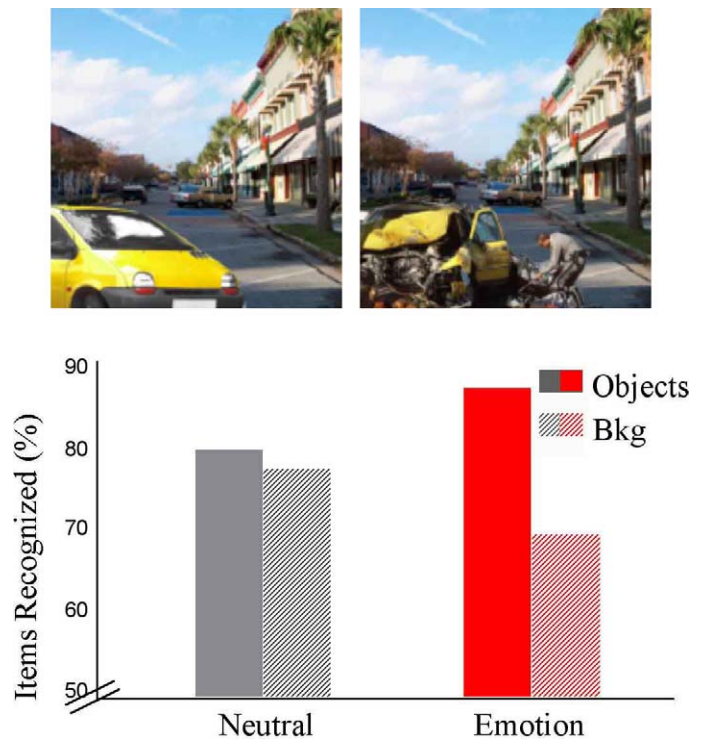 90
80
70
60
50
Items Recognized (%)
Objects
Bkg
Neutral
Emotion